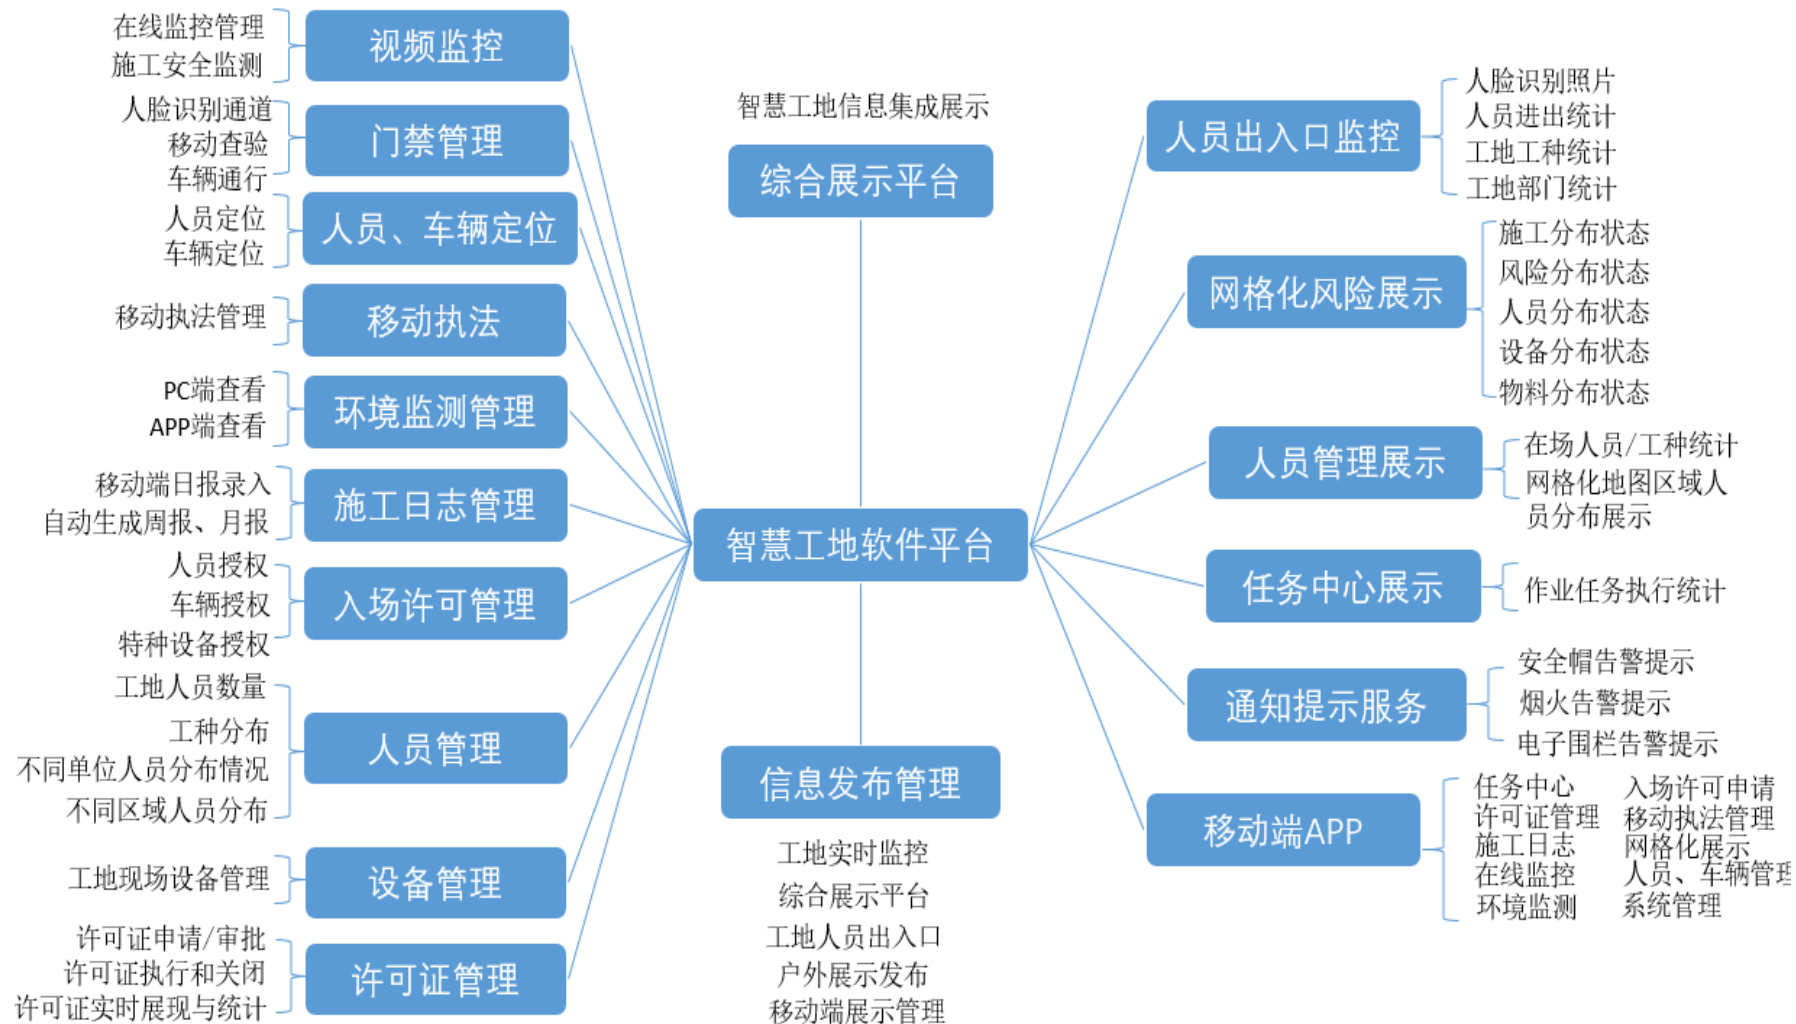 在线监控管理
施工安全监测
视频监控
人脸识别通道
移动查验
车辆通行
门禁管理
人员定位
车辆定位
人员、车辆定位
移动执法管理
移动执法
PC端查看
APP端查看
环境监测管理
移动端日报录入
自动生成周报、月报
施工日志管理
人员授权
车辆授权
特种设备授权
入场许可管理
工地人员数量
工种分布
不同单位人员分布情况
不同区域人员分布
人员管理
工地现场设备管理
设备管理
许可证申请/审批
许可证执行和关闭
许可证实时展现与统计
许可证管理
智慧工地信息集成展示
综合展示平台
智慧工地软件平台
信息发布管理
工地实时监控
综合展示平台
工地人员出入口
户外展示发布
移动端展示管理
人员出入口监控
人脸识别照片
人员进出统计
工地工种统计
工地部门统计
网格化风险展示
施工分布状态
风险分布状态
人员分布状态
设备分布状态
物料分布状态
人员管理展示
在场人员/工种统计
网格化地图区域人
员分布展示
任务中心展示
作业任务执行统计
通知提示服务
安全帽告警提示
烟火告警提示
电子围栏告警提示
移动端APP
任务中心 入场许可申请
许可证管理 移动执法管理
施工日志 网格化展示
在线监控 人员、车辆管理
环境监测 系统管理